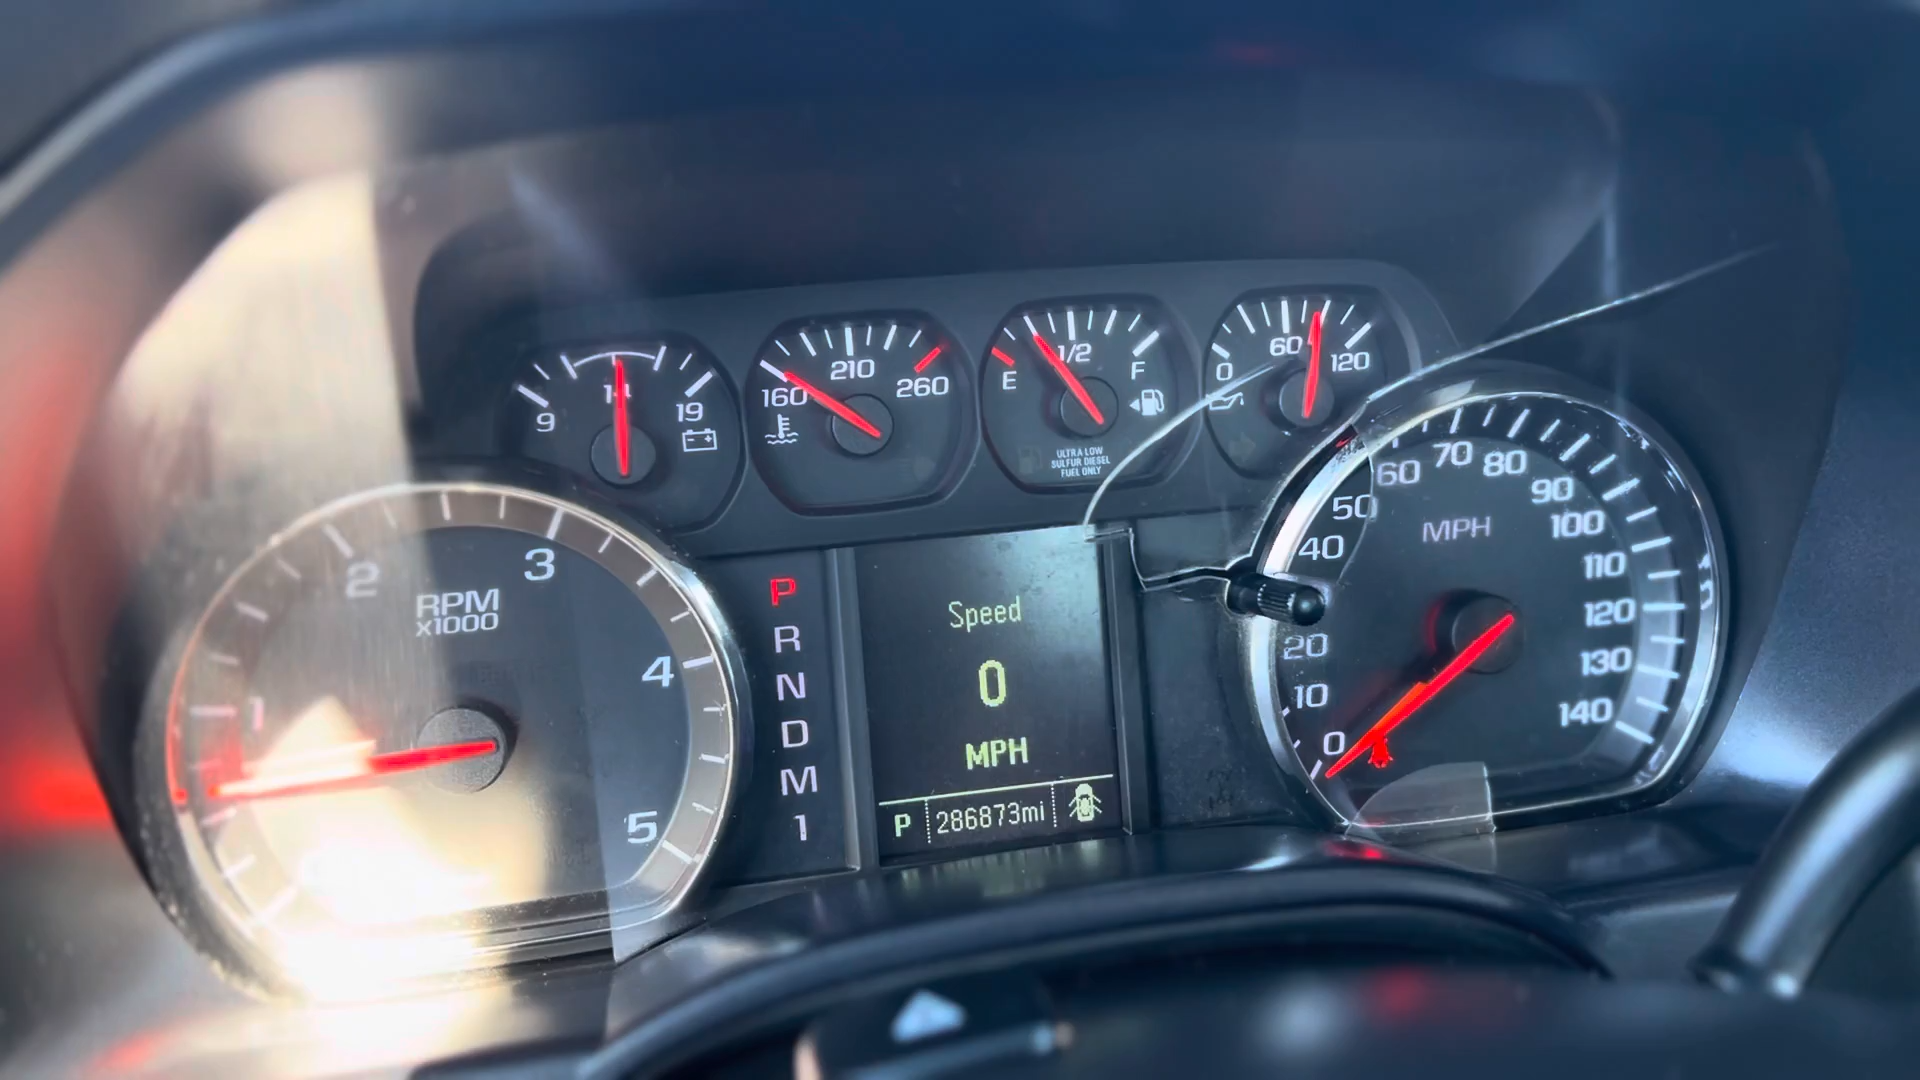 9 14 19
160 210 260
E 1/2 F
ULTRA LOW
SULFUR DIESEL
FUEL ONLY
0 60 120
1 2 3 4 5
RPM
x1000
P
R
N
D
M
1
Speed
0
MPH
P 286873mi
0 10 20 40 50 60 70 80 90 100 110 120 130 140
MPH